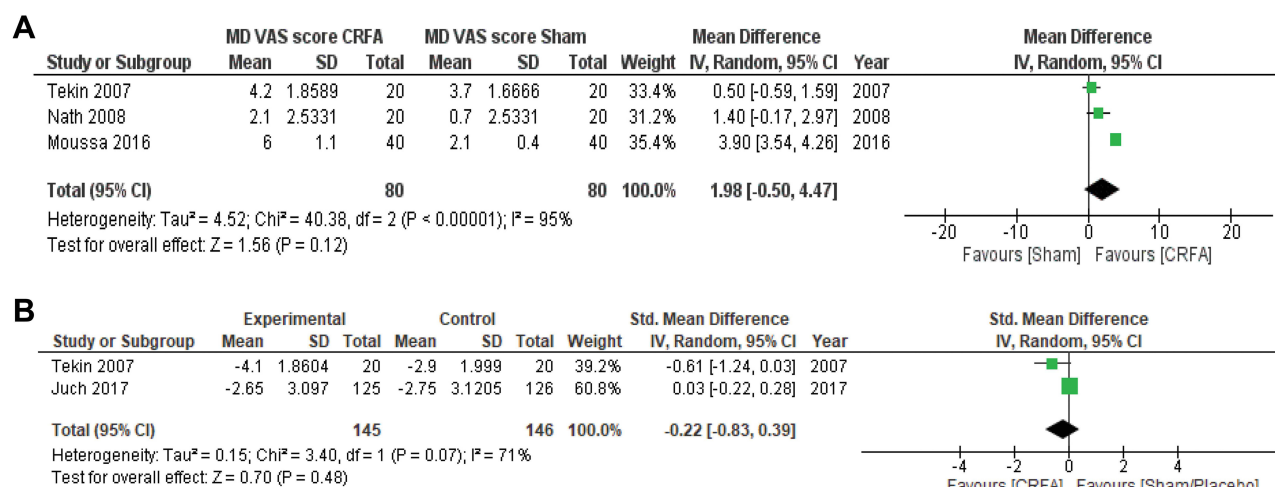 A
MD VAS score CRFA MD VAS score Sham Mean Difference Mean Difference
Study or Subgroup Mean SD Total Mean SD Total Weight IV, Random, 95% CI Year IV, Random, 95% CI
Tekin 2007 4.2 1.8589 20 3.7 1.6666 20 33.4% 0.50 [-0.59, 1.59] 2007
Nath 2008 2.1 2.5331 20 0.7 2.5331 20 31.2% 1.40 [-0.17, 2.97] 2008
Moussa 2016 6 1.1 40 2.1 0.4 40 35.4% 3.90 [3.54, 4.26] 2016
Total (95% CI) 80 80 100.0% 1.98 [-0.50, 4.47]
Heterogeneity: Tau² = 4.52; Chi² = 40.38, df = 2 (P < 0.00001); I² = 95%
Test for overall effect: Z = 1.56 (P = 0.12)
-20 -10 0 10 20
Favours [Sham] Favours [CRFA]
B
Experimental Control Std. Mean Difference Std. Mean Difference
Study or Subgroup Mean SD Total Mean SD Total Weight IV, Random, 95% CI Year IV, Random, 95% CI
Tekin 2007 -4.1 1.8604 20 -2.9 1.999 20 39.2% -0.61 [-1.24, 0.03] 2007
Juch 2017 -2.65 3.097 125 -2.75 3.1205 126 60.8% 0.03 [-0.22, 0.28] 2017
Total (95% CI) 145 146 100.0% -0.22 [-0.83, 0.39]
Heterogeneity: Tau² = 0.15; Chi² = 3.40, df = 1 (P = 0.07); I² = 71%
Test for overall effect: Z = 0.70 (P = 0.48)
-4 -2 0 2 4
Favours [CRFA] Favours [Sham/Placebo]